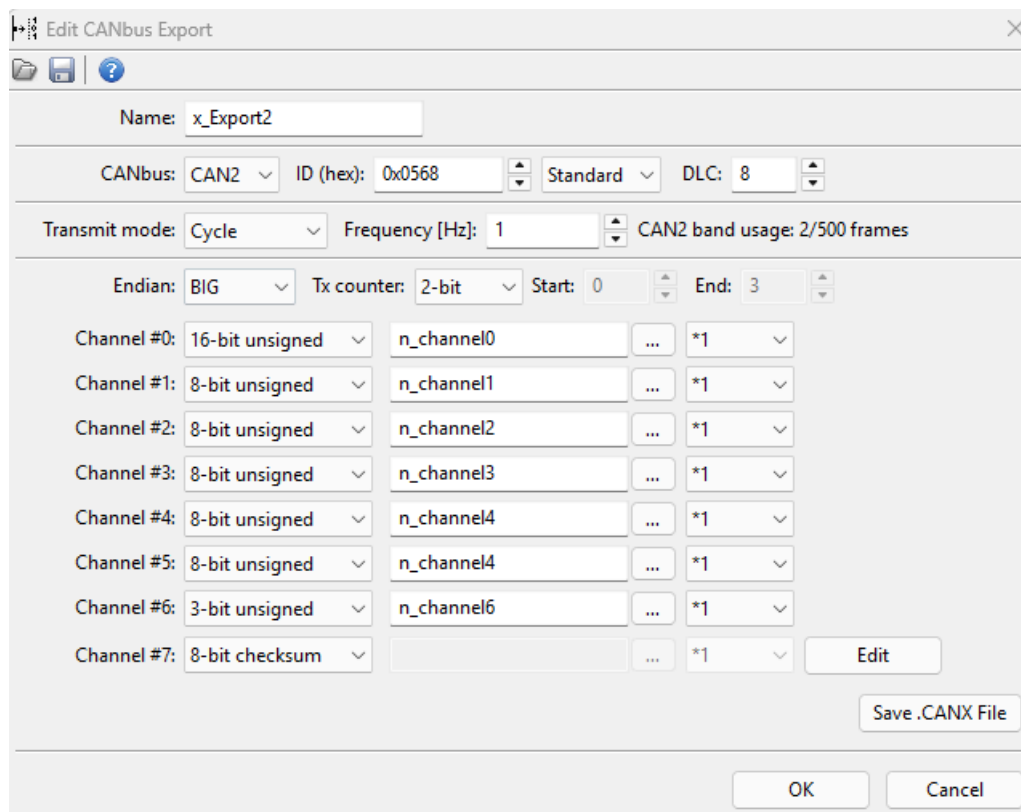 Edit CANbus Export
Name: x_Export2
CANbus: CAN2 ID (hex): 0x0568 Standard DLC: 8
Transmit mode: Cycle Frequency [Hz]: 1 CAN2 band usage: 2/500 frames
Endian: BIG Tx counter: 2-bit Start: 0 End: 3
Channel #0: 16-bit unsigned n_channel0 ... *1
Channel #1: 8-bit unsigned n_channel1 ... *1
Channel #2: 8-bit unsigned n_channel2 ... *1
Channel #3: 8-bit unsigned n_channel3 ... *1
Channel #4: 8-bit unsigned n_channel4 ... *1
Channel #5: 8-bit unsigned n_channel4 ... *1
Channel #6: 3-bit unsigned n_channel6 ... *1
Channel #7: 8-bit checksum ... *1 Edit
Save .CANX File
OK Cancel